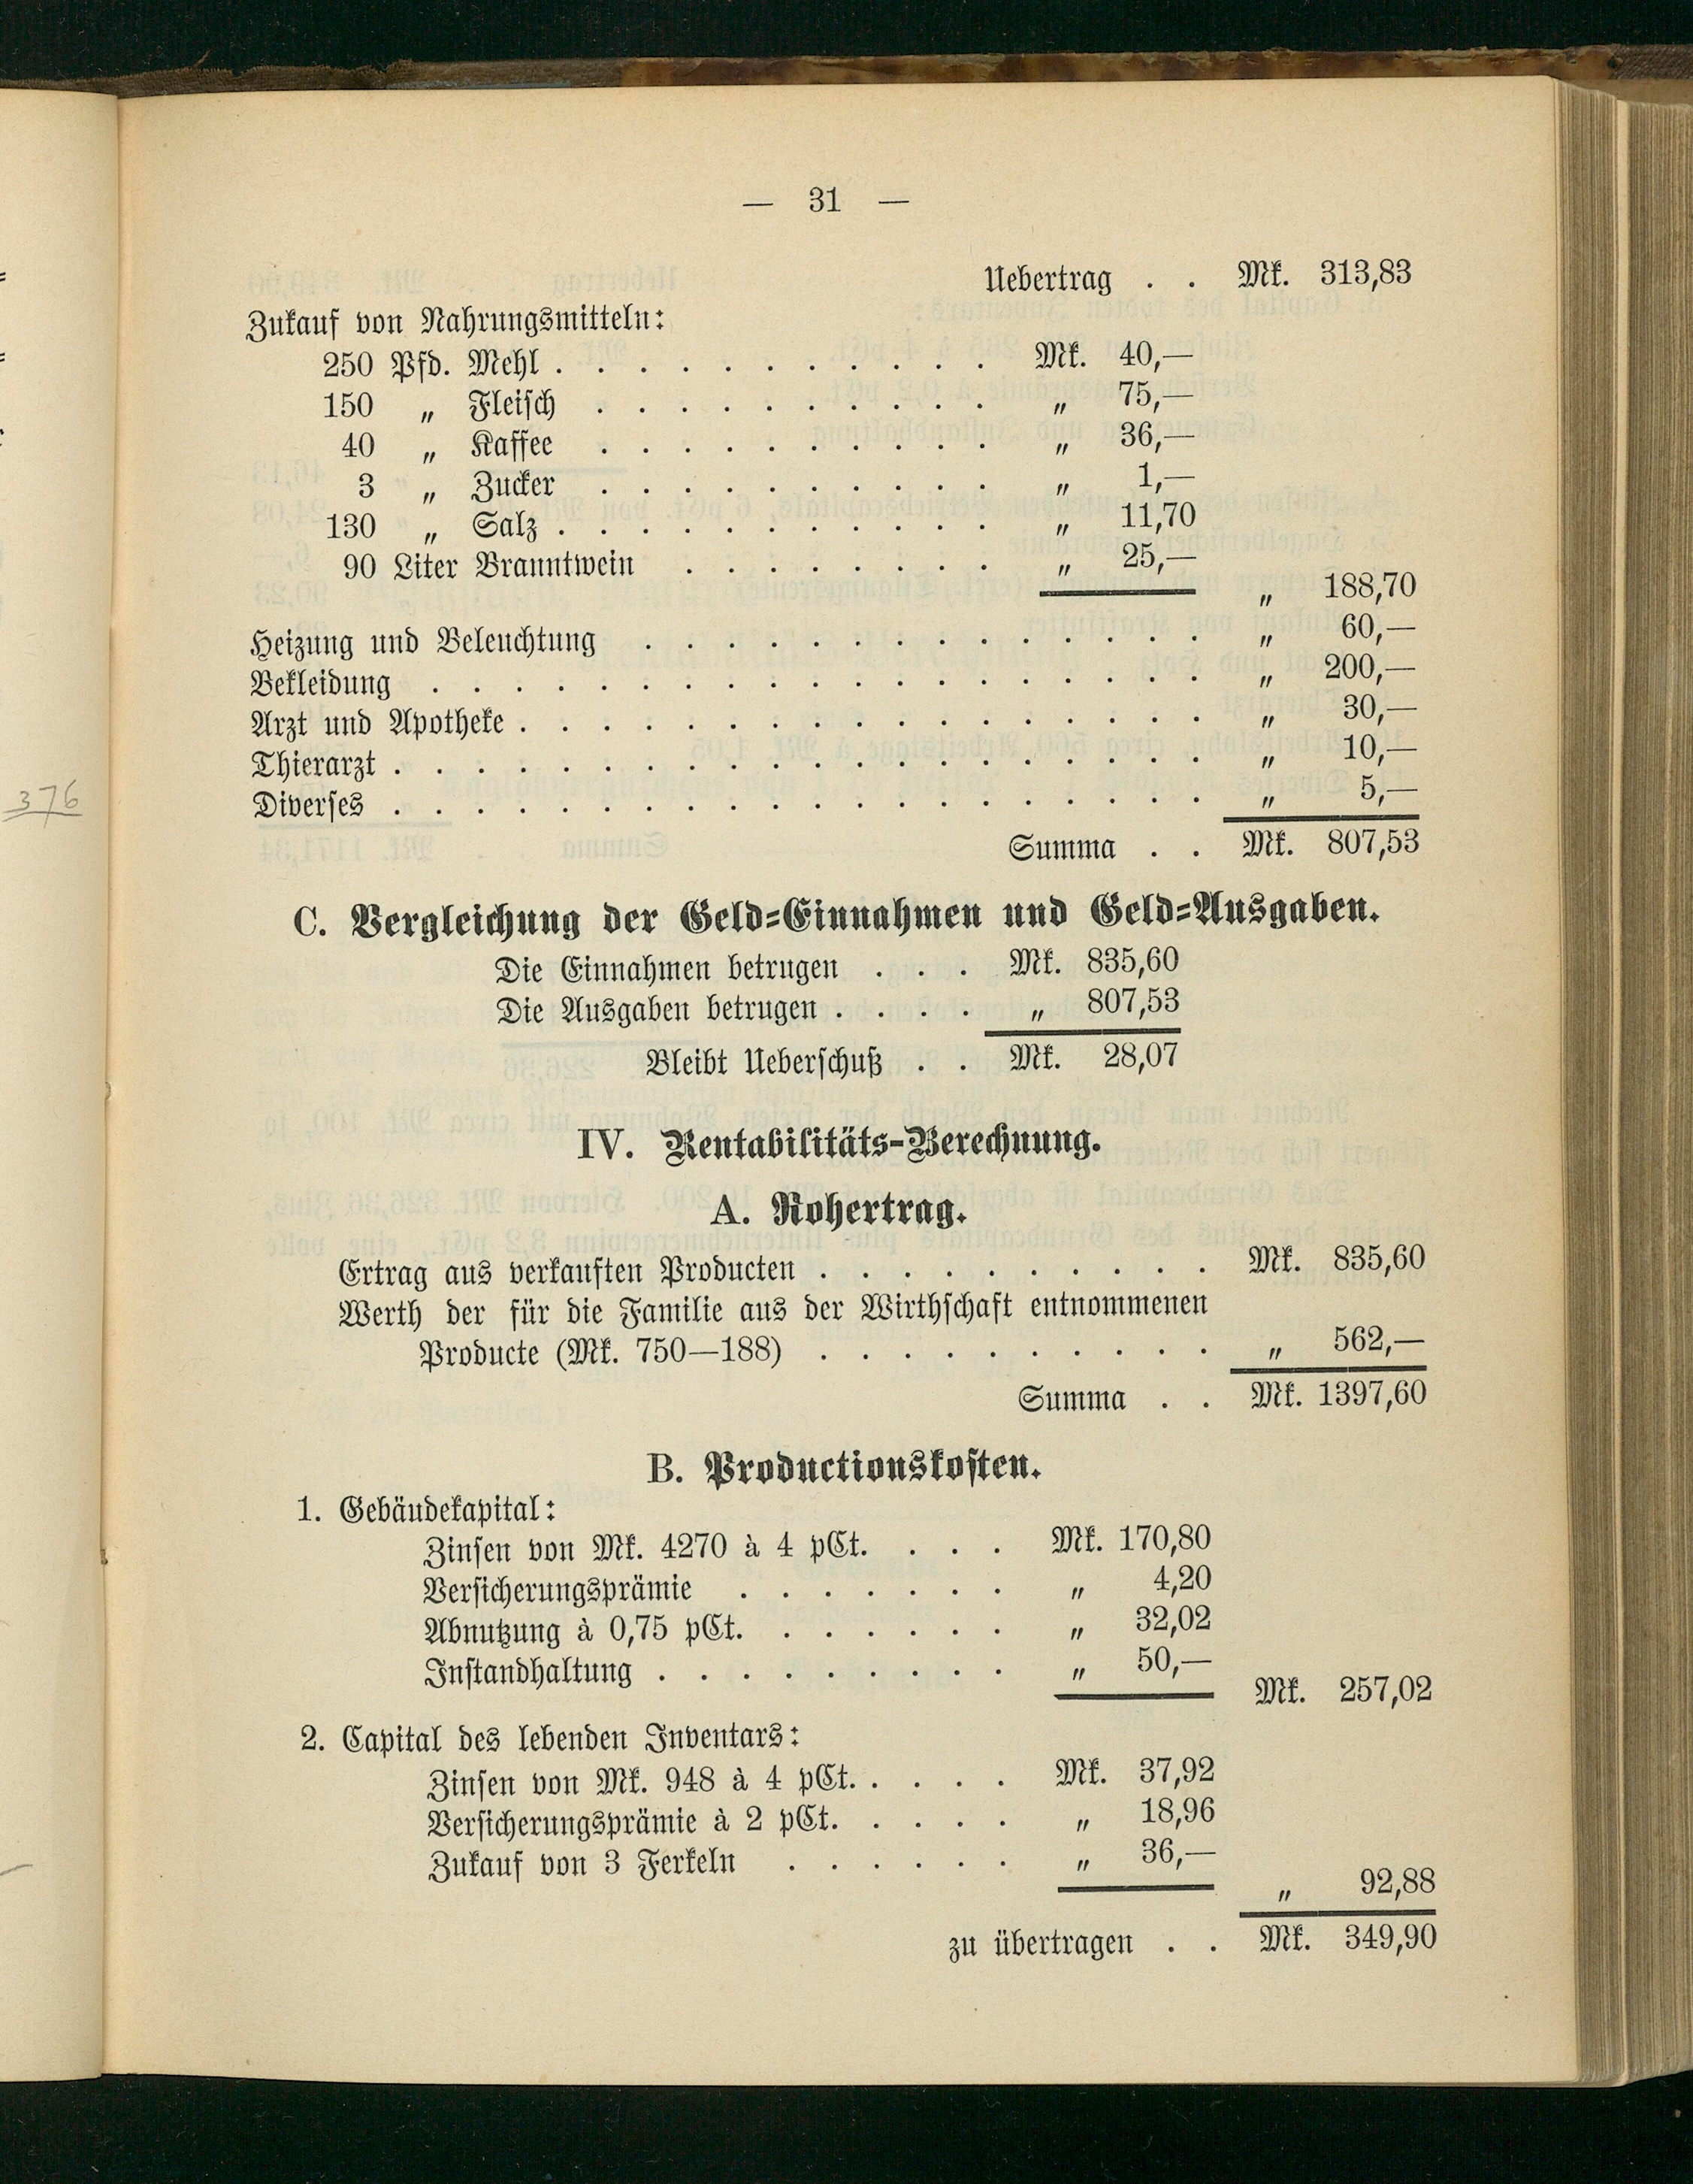 — 31 —
Uebertrag . . Mk. 313,83
Zukauf von Nahrungsmitteln:
250 Pfd. Mehl . . . . . . . . . . . Mk. 40,—
150 „ Fleisch . . . . . . . . . . „ 75,—
40 „ Kaffee . . . . . . . . . . „ 36,—
3 „ Zucker . . . . . . . . . . „ 1,—
130 „ Salz . . . . . . . . . . . „ 11,70
90 Liter Branntwein . . . . . . . . „ 25,—
„ 188,70
Heizung und Beleuchtung . . . . . . . . . . . . . . „ 60,—
Bekleidung . . . . . . . . . . . . . . . . . . . „ 200,—
Arzt und Apotheke . . . . . . . . . . . . . . . . . „ 30,—
Thierarzt . . . . . . . . . . . . . . . . . . . . „ 10,—
Diverses . . . . . . . . . . . . . . . . . . . . „ 5,—
376
Summa . . Mk. 807,53
C. Vergleichung der Geld=Einnahmen und Geld=Ausgaben.
Die Einnahmen betrugen . . . Mk. 835,60
Die Ausgaben betrugen . . . . „ 807,53
Bleibt Ueberschuß . . Mk. 28,07
IV. Rentabilitäts-Berechnung.
A. Rohertrag.
Ertrag aus verkauften Producten . . . . . . . . . . Mk. 835,60
Werth der für die Familie aus der Wirthschaft entnommenen
Producte (Mk. 750—188) . . . . . . . . . . „ 562,—
Summa . . Mk. 1397,60
B. Productionskosten.
1. Gebäudekapital:
Zinsen von Mk. 4270 à 4 pCt. . . . Mk. 170,80
Versicherungsprämie . . . . . . . „ 4,20
Abnutzung à 0,75 pCt. . . . . . . „ 32,02
Instandhaltung . . . . . . . . . „ 50,—
Mk. 257,02
2. Capital des lebenden Inventars:
Zinsen von Mk. 948 à 4 pCt. . . . . Mk. 37,92
Versicherungsprämie à 2 pCt. . . . . „ 18,96
Zukauf von 3 Ferkeln . . . . . . „ 36,—
„ 92,88
zu übertragen . . Mk. 349,90